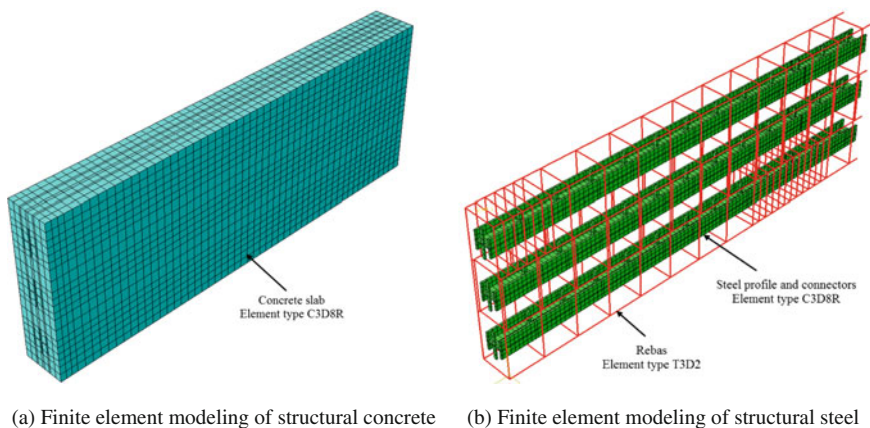 Concrete slab
Element type C3D8R
Steel profile and connectors
Element type C3D8R
Rebas
Element type T3D2
(a) Finite element modeling of structural concrete
(b) Finite element modeling of structural steel